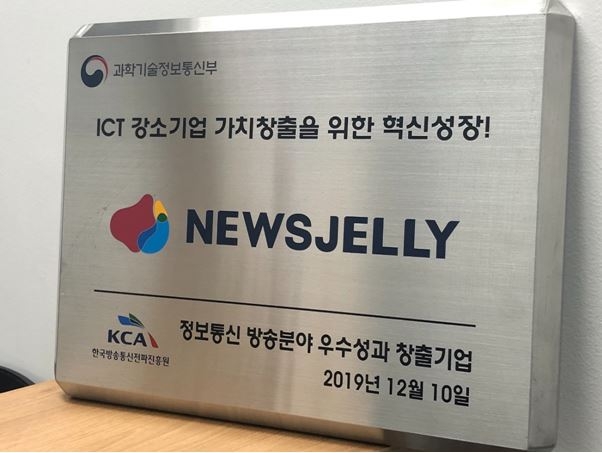 과학기술정보통신부
ICT 강소기업 가치창출을 위한 혁신성장!
NEWSJELLY
KCA
한국방송통신전파진흥원
정보통신 방송분야 우수성과 창출기업
2019년 12월 10일